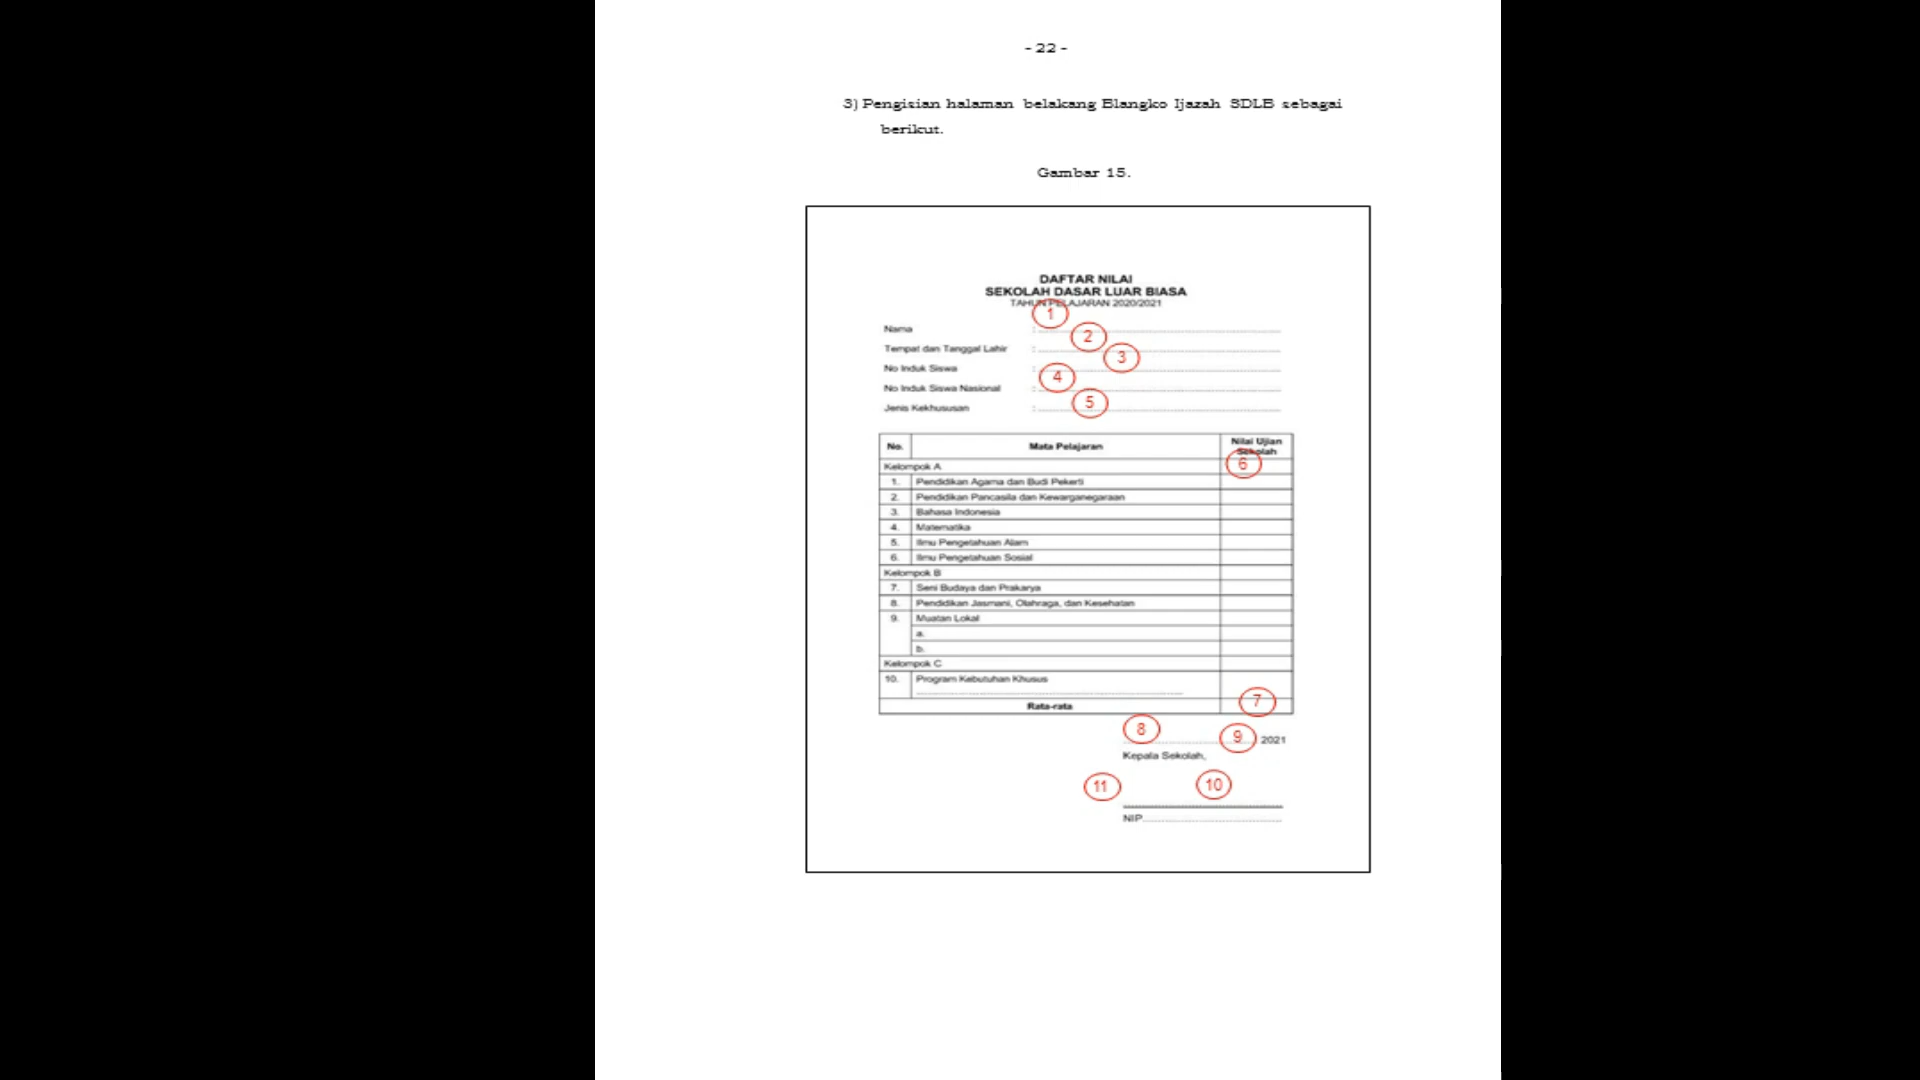 - 22 -
3) Pengisian halaman belakang Blangko Ijazah SDLB sebagai
berikut.
Gambar 15.
DAFTAR NILAI
SEKOLAH DASAR LUAR BIASA
TAHUN PELAJARAN 2020/2021
1
Nama : ........................................
2
Tempat dan Tanggal Lahir : ........................................
3
No Induk Siswa : ........................................
4
No Induk Siswa Nasional : ........................................
5
Jenis Kekhususan : ........................................
No. Mata Pelajaran Nilai Ujian Sekolah
Kelompok A 6
1. Pendidikan Agama dan Budi Pekerti
2. Pendidikan Pancasila dan Kewarganegaraan
3. Bahasa Indonesia
4. Matematika
5. Ilmu Pengetahuan Alam
6. Ilmu Pengetahuan Sosial
Kelompok B
7. Seni Budaya dan Prakarya
8. Pendidikan Jasmani, Olahraga, dan Kesehatan
9. Muatan Lokal
a.
b.
Kelompok C
10. Program Kebutuhan Khusus
........................................
Rata-rata 7
8 9 2021
Kepala Sekolah,
11 10
NIP........................................